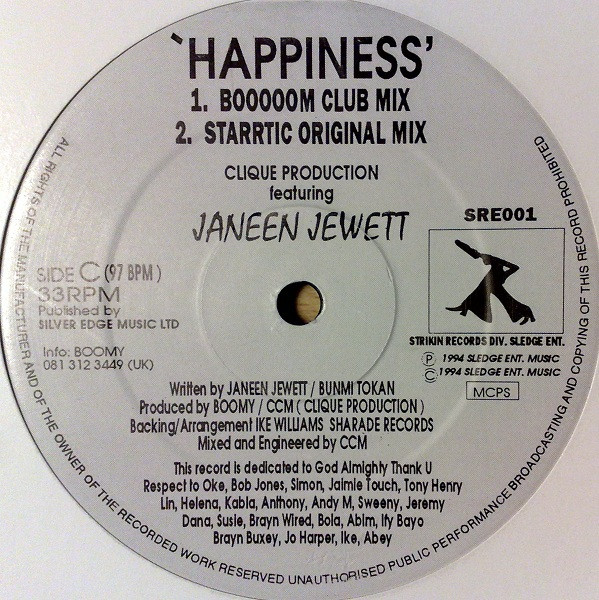 'HAPPINESS'
1. BOOOOOM CLUB MIX
2. STARRTIC ORIGINAL MIX
CLIQUE PRODUCTION
featuring
JANEEN JEWETT
SRE001
SIDE C (97 BPM)
33RPM
Published by
SILVER EDGE MUSIC LTD
Info: BOOMY
081 312 3449 (UK)
STRIKIN RECORDS DIV. SLEDGE ENT.
Ⓟ 1994 SLEDGE ENT. MUSIC
© 1994 SLEDGE ENT. MUSIC
MCPS
Written by JANEEN JEWETT / BUNMI TOKAN
Produced by BOOMY / CCM ( CLIQUE PRODUCTION )
Backing/Arrangement IKE WILLIAMS SHARADE RECORDS
Mixed and Engineered by CCM
This record is dedicated to God Almighty Thank U
Respect to Oke, Bob Jones, Simon, Jaimie Touch, Tony Henry
Lin, Helena, Kabla, Anthony, Andy M, Sweeny, Jeremy
Dana, Susie, Brayn Wired, Bola, Abim, Ify Bayo
Brayn Buxey, Jo Harper, Ike, Abey
ALL RIGHTS OF THE MANUFACTURER AND OF THE OWNER OF THE RECORDED WORK RESERVED UNAUTHORISED PUBLIC PERFORMANCE BROADCASTING AND COPYING OF THIS RECORD PROHIBITED